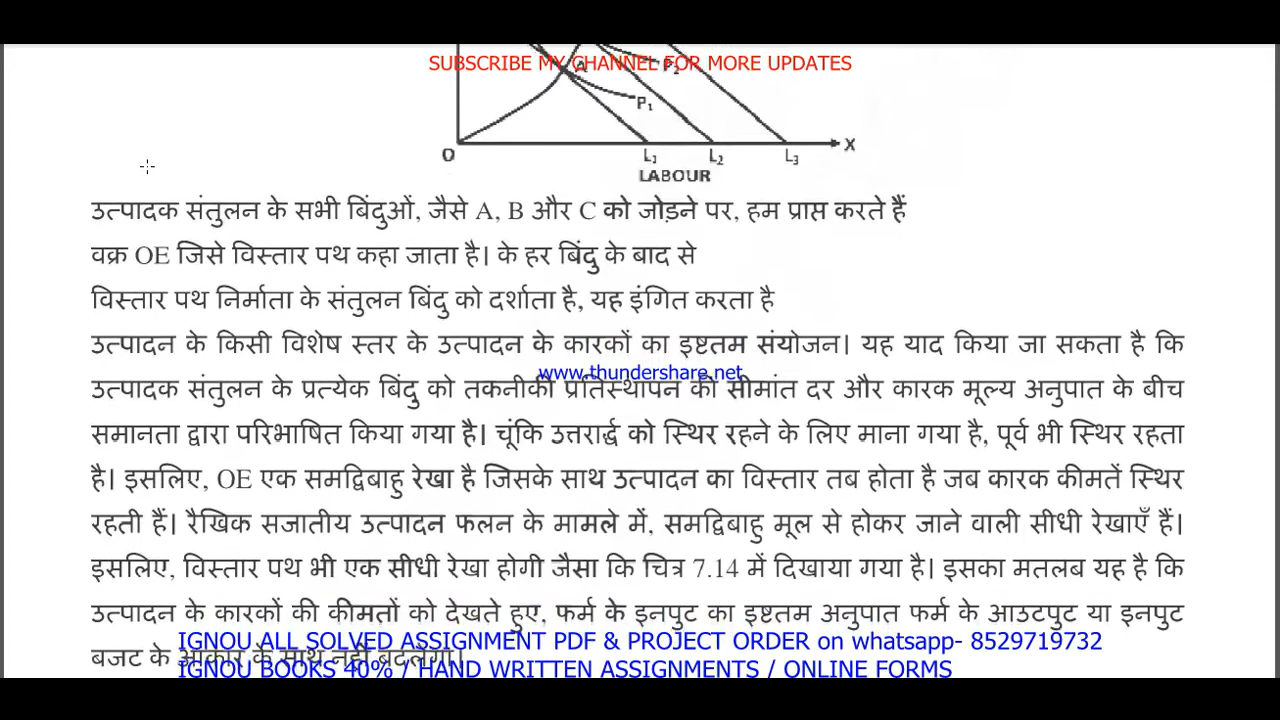 SUBSCRIBE MY CHANNEL FOR MORE UPDATES
P₂
P₁
O L₁ L₂ L₃ X
LABOUR
उत्पादक संतुलन के सभी बिंदुओं, जैसे A, B और C को जोड़ने पर, हम प्राप्त करते हैं
वक्र OE जिसे विस्तार पथ कहा जाता है। के हर बिंदु के बाद से
विस्तार पथ निर्माता के संतुलन बिंदु को दर्शाता है, यह इंगित करता है
उत्पादन के किसी विशेष स्तर के उत्पादन के कारकों का इष्टतम संयोजन। यह याद किया जा सकता है कि
www.thundershare.net
उत्पादक संतुलन के प्रत्येक बिंदु को तकनीकी प्रतिस्थापन की सीमांत दर और कारक मूल्य अनुपात के बीच
समानता द्वारा परिभाषित किया गया है। चूंकि उत्तरार्द्ध को स्थिर रहने के लिए माना गया है, पूर्व भी स्थिर रहता
है। इसलिए, OE एक समद्विबाहु रेखा है जिसके साथ उत्पादन का विस्तार तब होता है जब कारक कीमतें स्थिर
रहती हैं। रैखिक सजातीय उत्पादन फलन के मामले में, समद्विबाहु मूल से होकर जाने वाली सीधी रेखाएँ हैं।
इसलिए, विस्तार पथ भी एक सीधी रेखा होगी जैसा कि चित्र 7.14 में दिखाया गया है। इसका मतलब यह है कि
उत्पादन के कारकों की कीमतों को देखते हुए, फर्म के इनपुट का इष्टतम अनुपात फर्म के आउटपुट या इनपुट
IGNOU ALL SOLVED ASSIGNMENT PDF & PROJECT ORDER on whatsapp- 8529719732
बजट के आकार के साथ नहीं बदलेगा।
IGNOU BOOKS 40% / HAND WRITTEN ASSIGNMENTS / ONLINE FORMS